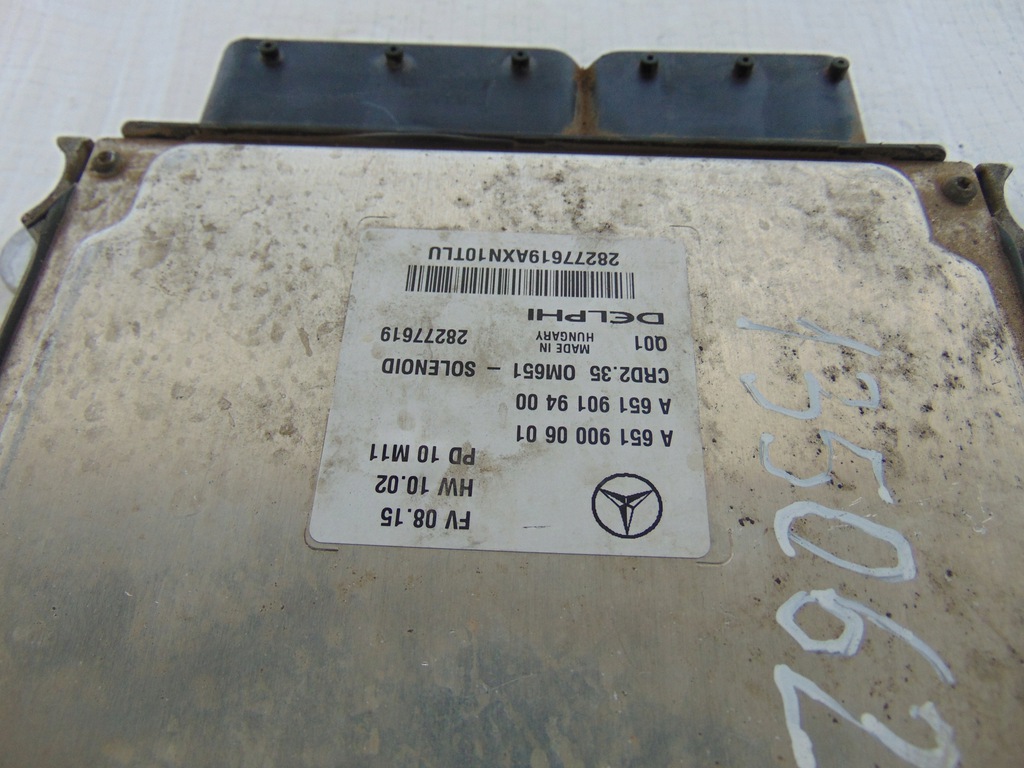 FV 08.15
HW 10.02
PD 10 M11
A 651 900 06 01
A 651 901 94 00
CRD2.35 OM651 – SOLENOID
Q01 MADE IN HUNGARY 28277619
DELPHI
28277619AXN10TLU
135062